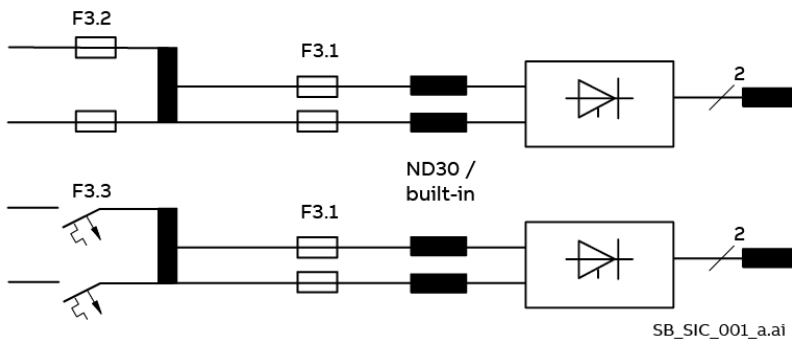 F3.2
F3.1
2
ND30 /
built-in
F3.3
F3.1
2
SB_SIC_001_a.ai